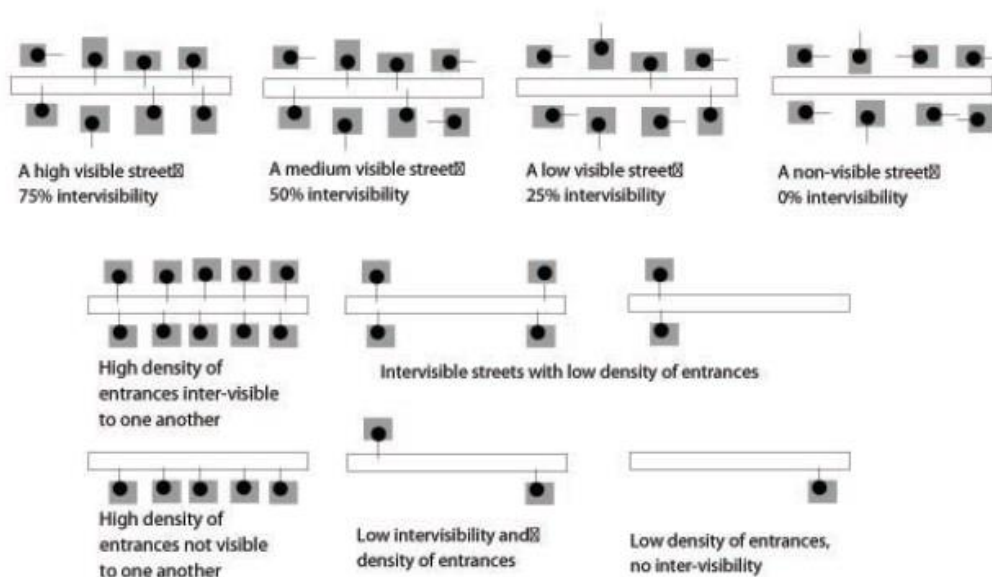 A high visible street
75% intervisibility
A medium visible street
50% intervisibility
A low visible street
25% intervisibility
A non-visible street
0% intervisibility
High density of
entrances inter-visible
to one another
Intervisible streets with low density of entrances
High density of
entrances not visible
to one another
Low intervisibility and
density of entrances
Low density of entrances,
no inter-visibility